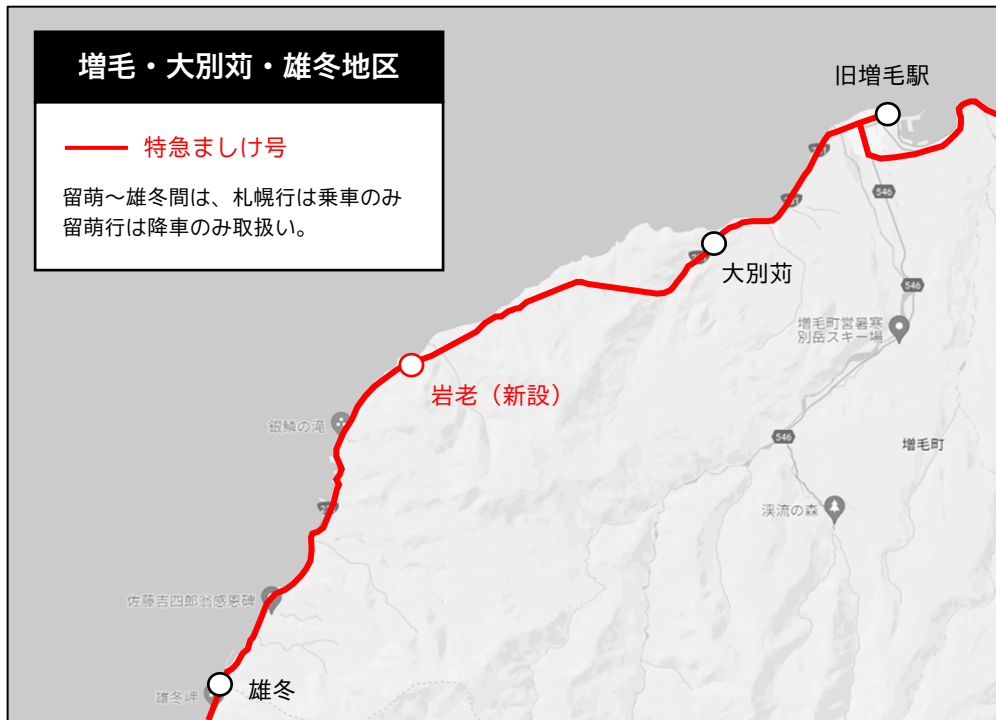 増毛・大別苅・雄冬地区
特急ましけ号
留萌～雄冬間は、札幌行は乗車のみ
留萌行は降車のみ取扱い。
旧増毛駅
546
大別苅
546
増毛町営暑寒
別岳スキー場
岩老（新設）
銀鱗の滝
546
増毛町
渓流の森
佐藤吉四郎翁感恩碑
雄冬
雄冬岬